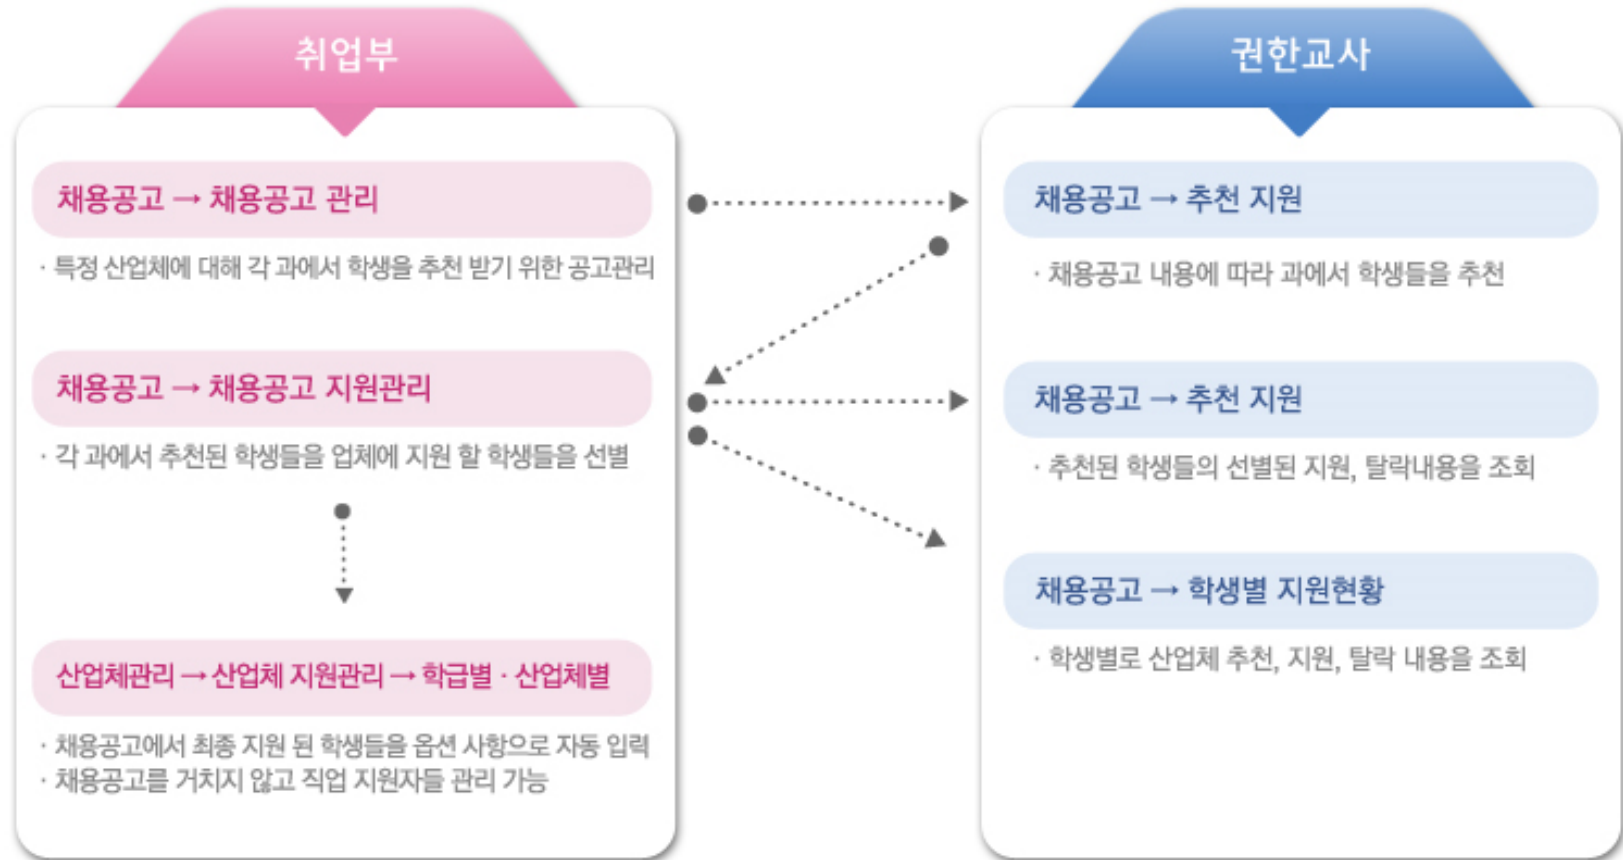 취업부
채용공고 → 채용공고 관리
· 특정 산업체에 대해 각 과에서 학생을 추천 받기 위한 공고관리
채용공고 → 채용공고 지원관리
· 각 과에서 추천된 학생들을 업체에 지원 할 학생들을 선별
산업체관리 → 산업체 지원관리 → 학급별 · 산업체별
· 채용공고에서 최종 지원 된 학생들을 옵션 사항으로 자동 입력
· 채용공고를 거치지 않고 직업 지원자들 관리 가능
권한교사
채용공고 → 추천 지원
· 채용공고 내용에 따라 과에서 학생들을 추천
채용공고 → 추천 지원
· 추천된 학생들의 선별된 지원, 탈락내용을 조회
채용공고 → 학생별 지원현황
· 학생별로 산업체 추천, 지원, 탈락 내용을 조회